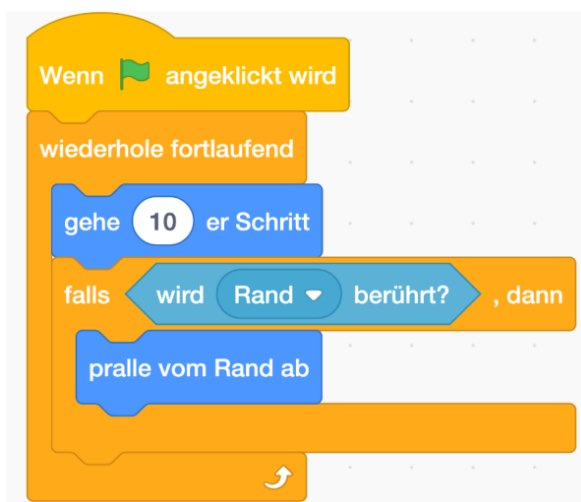 Wenn angeklickt wird
wiederhole fortlaufend
gehe 10 er Schritt
falls wird Rand berührt? , dann
pralle vom Rand ab